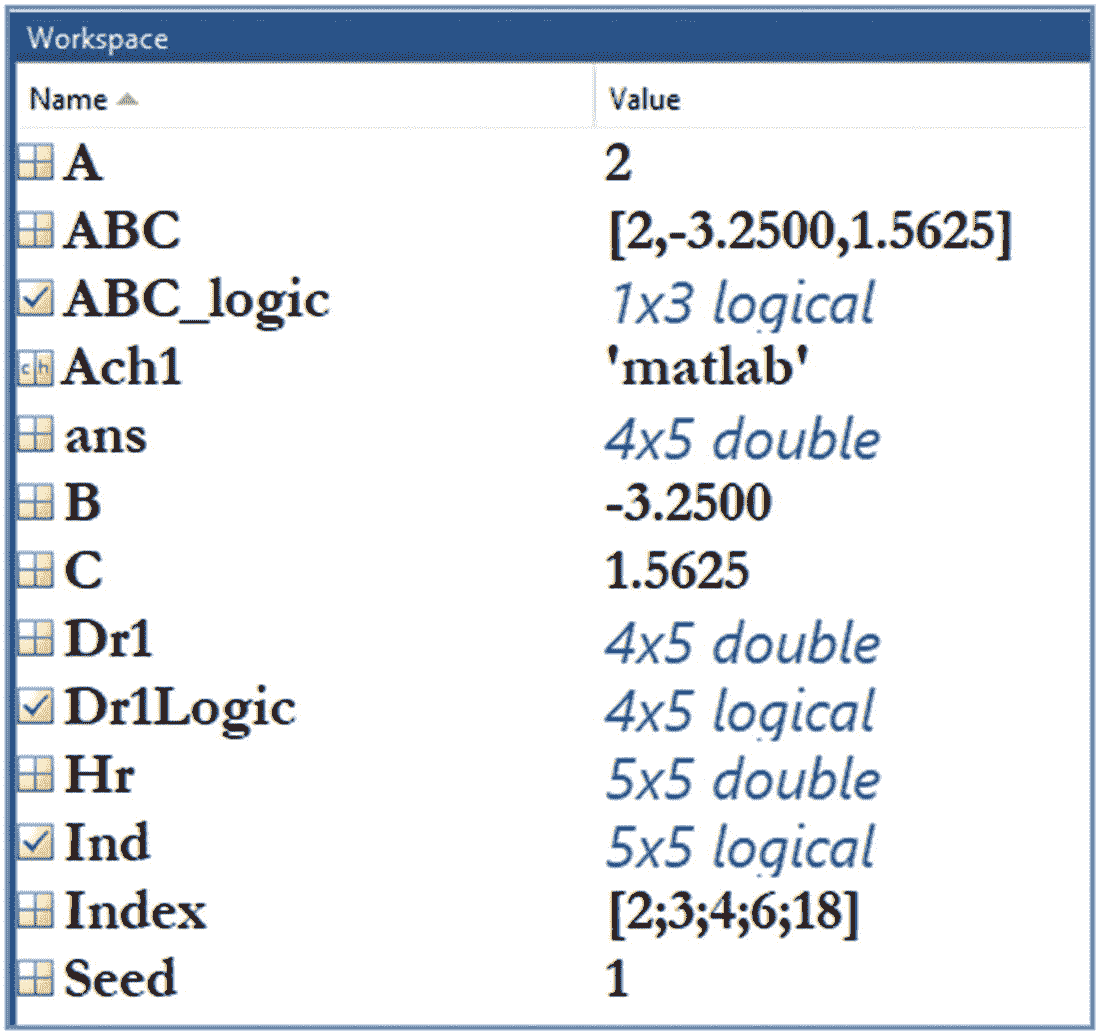 Workspace
Name Value
A 2
ABC [2,-3.2500,1.5625]
ABC_logic 1x3 logical
Ach1 'matlab'
ans 4x5 double
B -3.2500
C 1.5625
Dr1 4x5 double
Dr1Logic 4x5 logical
Hr 5x5 double
Ind 5x5 logical
Index [2;3;4;6;18]
Seed 1